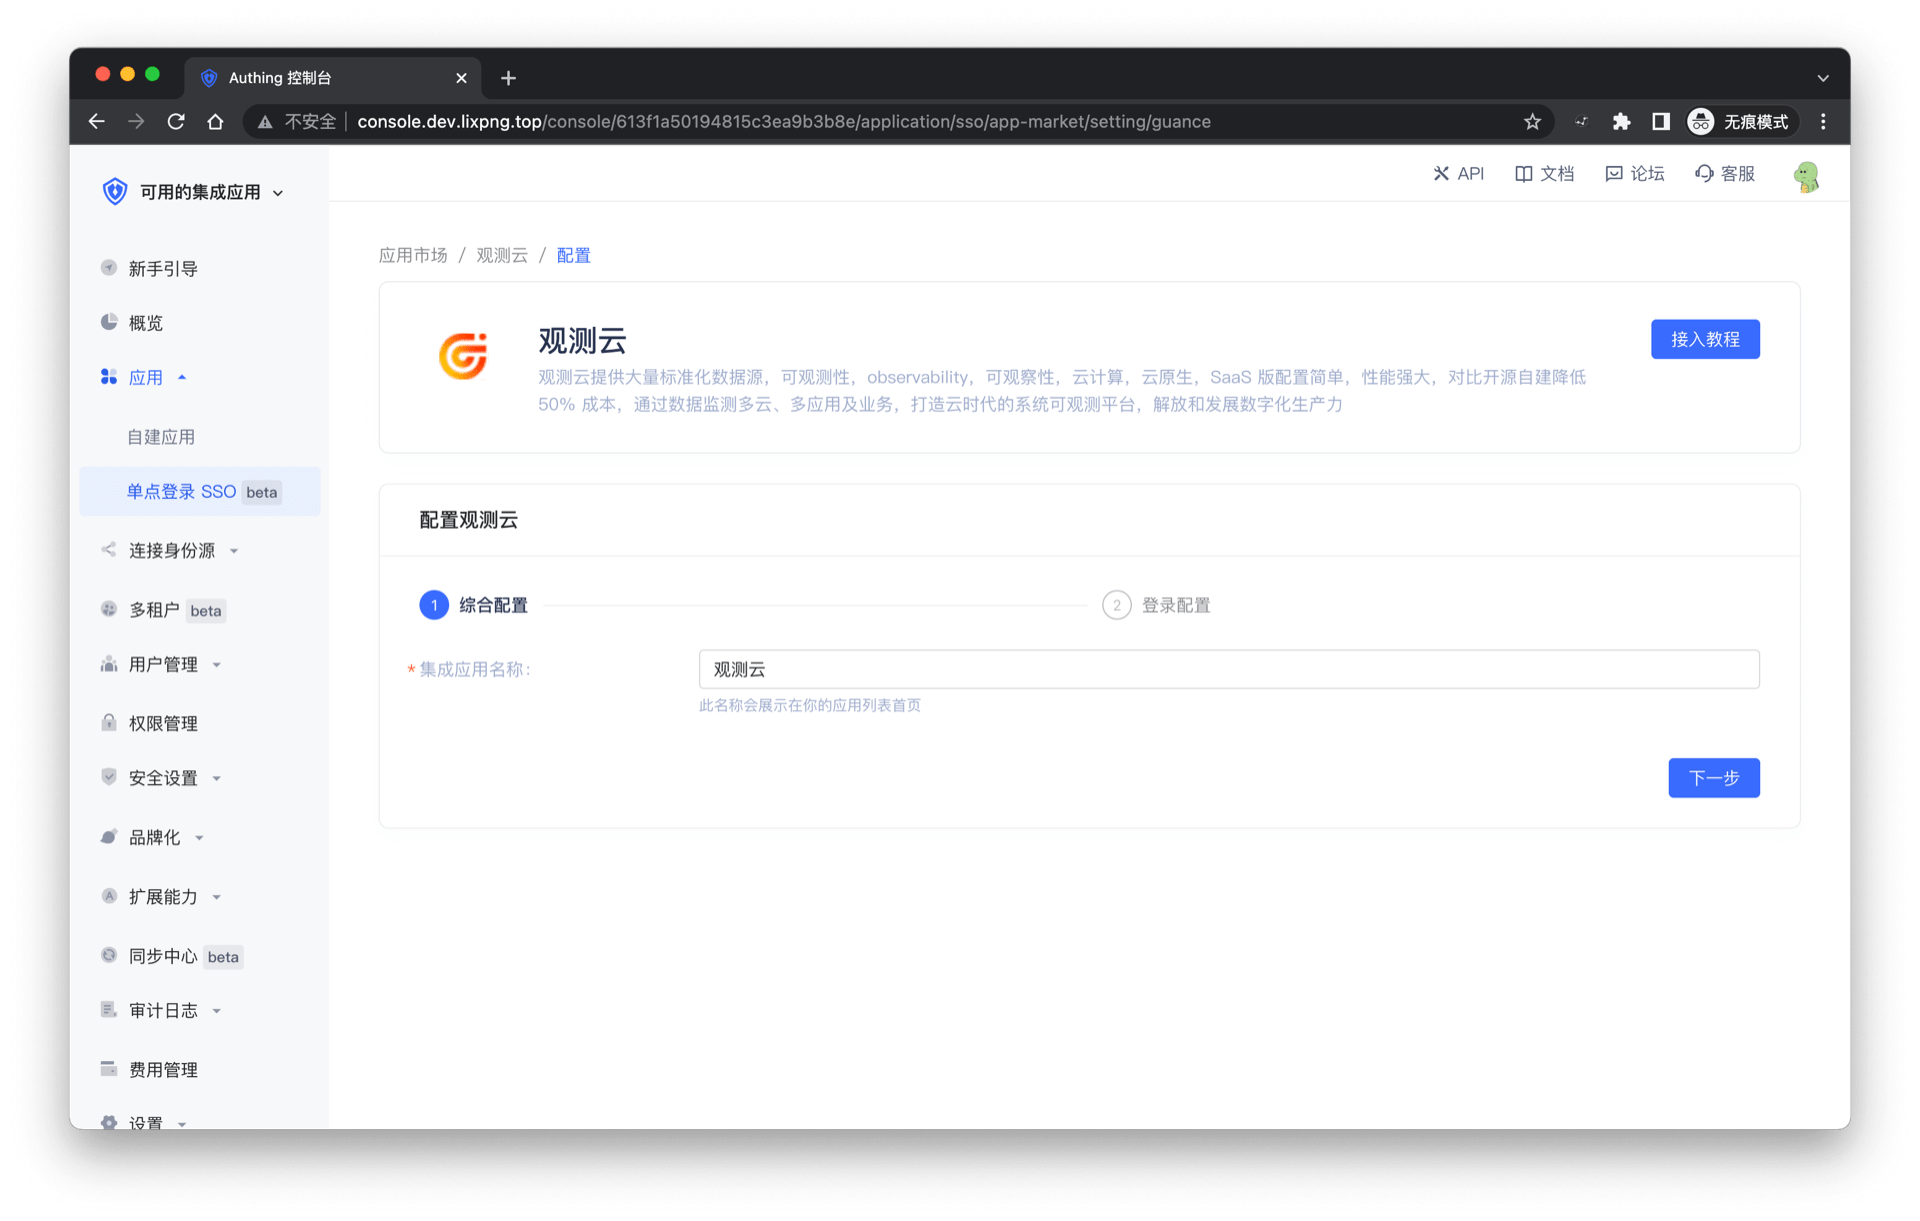 Authing 控制台
不安全 console.dev.lixpng.top/console/613f1a50194815c3ea9b3b8e/application/sso/app-market/setting/guance 无痕模式
可用的集成应用
API 文档 论坛 客服
新手引导
概览
应用
自建应用
单点登录 SSO beta
连接身份源
多租户 beta
用户管理
权限管理
安全设置
品牌化
扩展能力
同步中心 beta
审计日志
费用管理
设置
应用市场 / 观测云 / 配置
观测云
接入教程
观测云提供大量标准化数据源，可观测性，observability，可观察性，云计算，云原生，SaaS 版配置简单，性能强大，对比开源自建降低
50% 成本，通过数据监测多云、多应用及业务，打造云时代的系统可观测平台，解放和发展数字化生产力
配置观测云
1 综合配置 2 登录配置
* 集成应用名称: 观测云
此名称会展示在你的应用列表首页
下一步